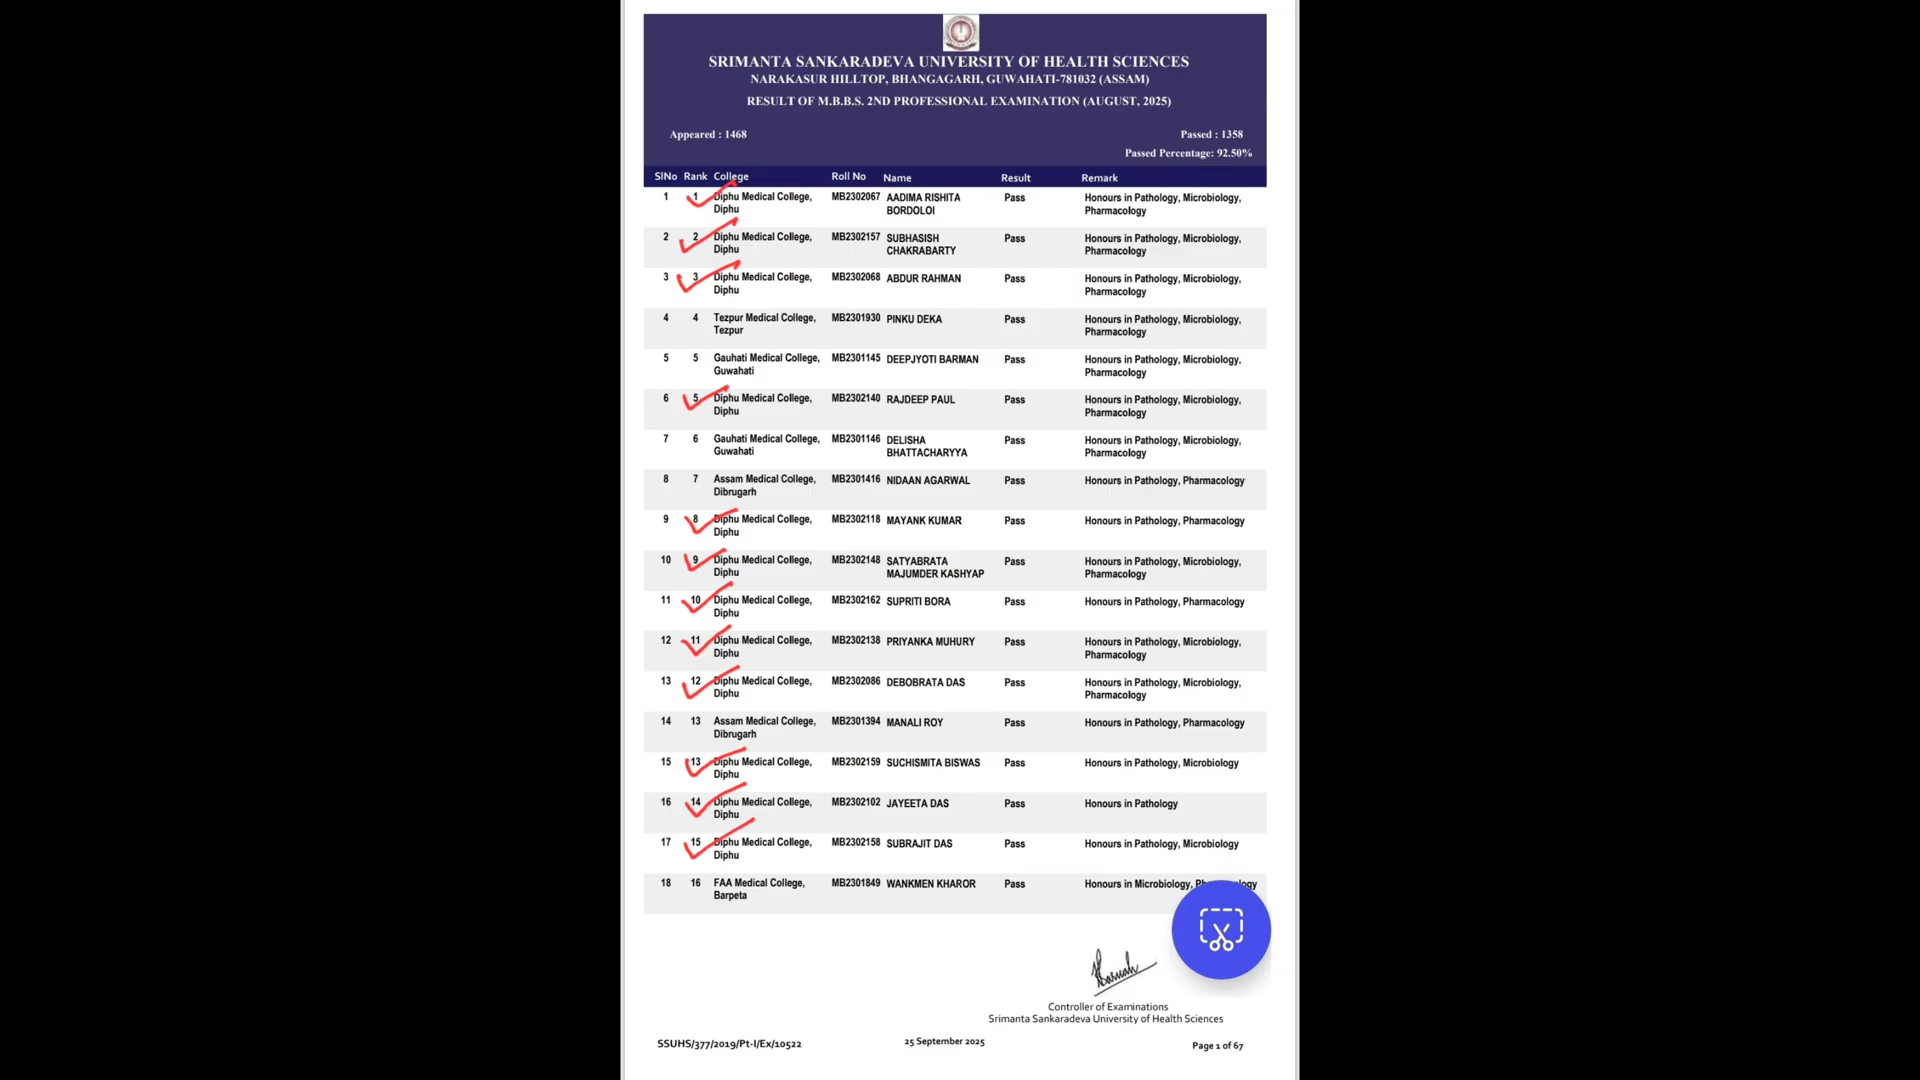 SRIMANTA SANKARADEVA UNIVERSITY OF HEALTH SCIENCES
NARAKASUR HILLTOP, BHANGAGARH, GUWAHATI-781032 (ASSAM)
RESULT OF M.B.B.S. 2ND PROFESSIONAL EXAMINATION (AUGUST, 2025)
Appeared : 1468 Passed : 1358
Passed Percentage: 92.50%
SlNo Rank College Roll No Name Result Remark
1 1 Diphu Medical College, MB2302067 AADIMA RISHITA Pass Honours in Pathology, Microbiology,
Diphu BORDOLOI Pharmacology
2 2 Diphu Medical College, MB2302157 SUBHASISH Pass Honours in Pathology, Microbiology,
Diphu CHAKRABARTY Pharmacology
3 3 Diphu Medical College, MB2302068 ABDUR RAHMAN Pass Honours in Pathology, Microbiology,
Diphu Pharmacology
4 4 Tezpur Medical College, MB2301930 PINKU DEKA Pass Honours in Pathology, Microbiology,
Tezpur Pharmacology
5 5 Gauhati Medical College, MB2301145 DEEPJYOTI BARMAN Pass Honours in Pathology, Microbiology,
Guwahati Pharmacology
6 5 Diphu Medical College, MB2302140 RAJDEEP PAUL Pass Honours in Pathology, Microbiology,
Diphu Pharmacology
7 6 Gauhati Medical College, MB2301146 DELISHA Pass Honours in Pathology, Microbiology,
Guwahati BHATTACHARYYA Pharmacology
8 7 Assam Medical College, MB2301416 NIDAAN AGARWAL Pass Honours in Pathology, Pharmacology
Dibrugarh
9 8 Diphu Medical College, MB2302118 MAYANK KUMAR Pass Honours in Pathology, Pharmacology
Diphu
10 9 Diphu Medical College, MB2302148 SATYABRATA Pass Honours in Pathology, Microbiology,
Diphu MAJUMDER KASHYAP Pharmacology
11 10 Diphu Medical College, MB2302162 SUPRITI BORA Pass Honours in Pathology, Pharmacology
Diphu
12 11 Diphu Medical College, MB2302138 PRIYANKA MUHURY Pass Honours in Pathology, Microbiology,
Diphu Pharmacology
13 12 Diphu Medical College, MB2302086 DEBOBRATA DAS Pass Honours in Pathology, Microbiology,
Diphu Pharmacology
14 13 Assam Medical College, MB2301394 MANALI ROY Pass Honours in Pathology, Pharmacology
Dibrugarh
15 13 Diphu Medical College, MB2302159 SUCHISMITA BISWAS Pass Honours in Pathology, Microbiology
Diphu
16 14 Diphu Medical College, MB2302102 JAYEETA DAS Pass Honours in Pathology
Diphu
17 15 Diphu Medical College, MB2302158 SUBRAJIT DAS Pass Honours in Pathology, Microbiology
Diphu
18 16 FAA Medical College, MB2301849 WANKMEN KHAROR Pass Honours in Microbiology,
Barpeta
Controller of Examinations
Srimanta Sankaradeva University of Health Sciences
SSUHS/377/2019/Pt-I/Ex/10522 25 September 2025 Page 1 of 67